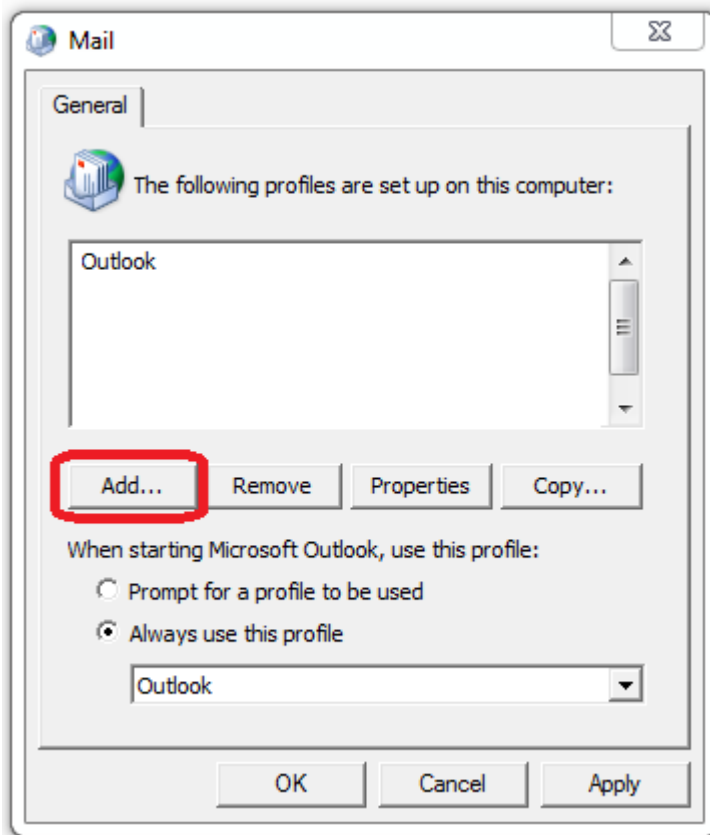 Mail
General
The following profiles are set up on this computer:
Outlook
Add... Remove Properties Copy...
When starting Microsoft Outlook, use this profile:
Prompt for a profile to be used
Always use this profile
Outlook
OK Cancel Apply